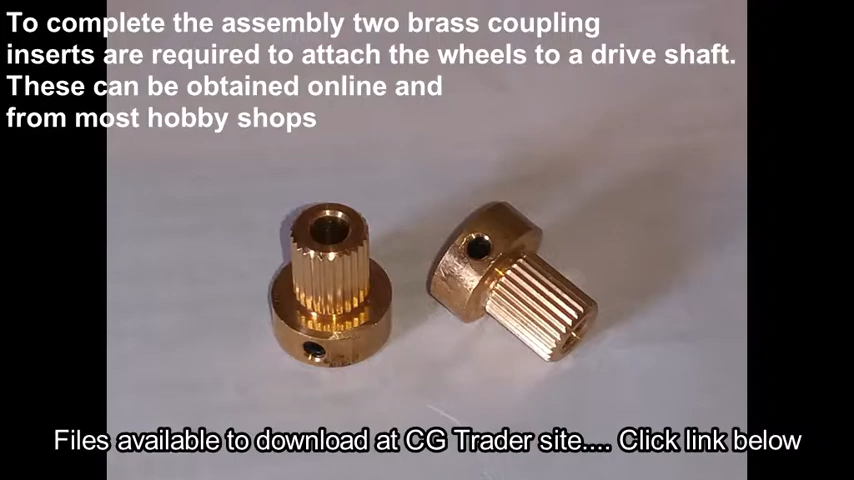 To complete the assembly two brass coupling
inserts are required to attach the wheels to a drive shaft.
These can be obtained online and
from most hobby shops
Files available to download at CG Trader site.... Click link below